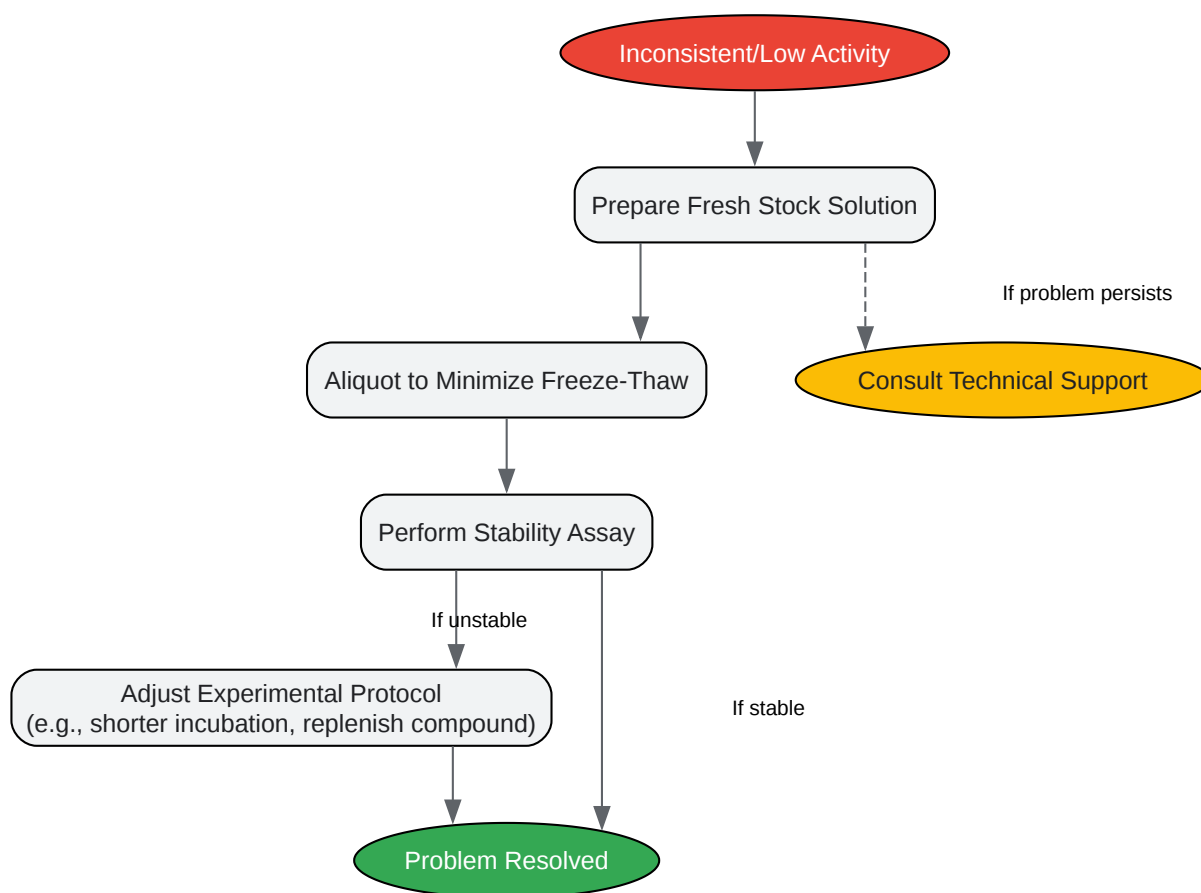 Inconsistent/Low Activity
Prepare Fresh Stock Solution
If problem persists
Aliquot to Minimize Freeze-Thaw
Consult Technical Support
Perform Stability Assay
If unstable
Adjust Experimental Protocol
(e.g., shorter incubation, replenish compound)
If stable
Problem Resolved